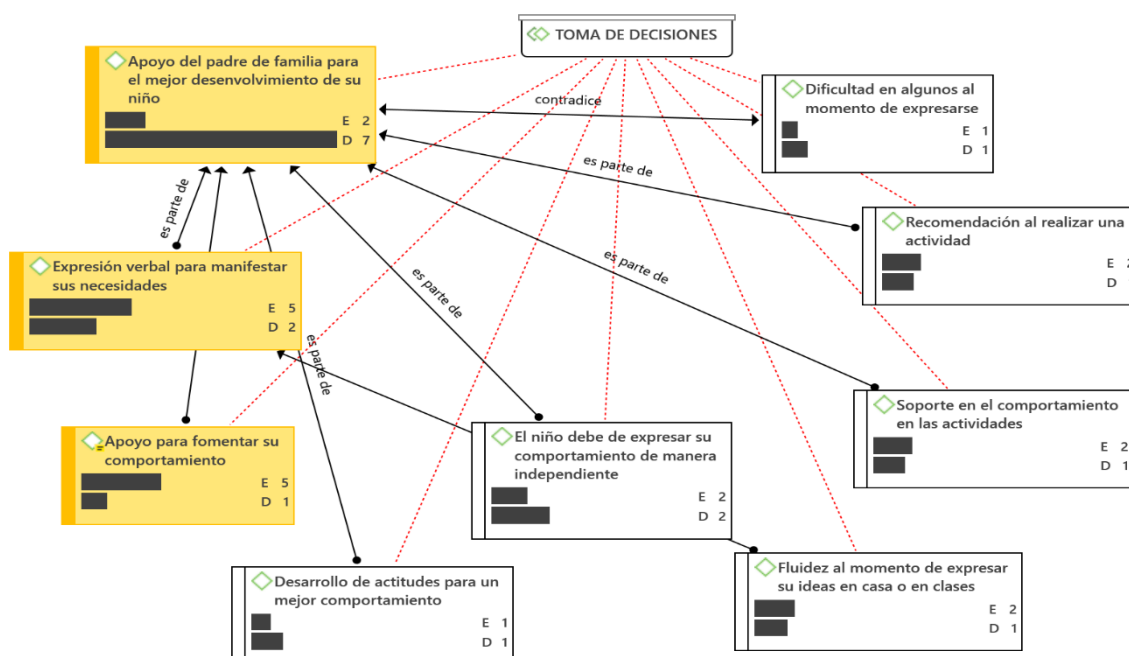 TOMA DE DECISIONES
Apoyo del padre de familia para
el mejor desenvolvimiento de su
niño
E 2
D 7
contradice
Dificultad en algunos al
momento de expresarse
E 1
D 1
es parte de
es parte de
Recomendación al realizar una
actividad
E 2
D
Expresión verbal para manifestar
sus necesidades
E 5
D 2
es parte de
es parte de
es parte de
Soporte en el comportamiento
en las actividades
E 2
D 1
Apoyo para fomentar su
comportamiento
E 5
D 1
El niño debe de expresar su
comportamiento de manera
independiente
E 2
D 2
Desarrollo de actitudes para un
mejor comportamiento
E 1
D 1
Fluidez al momento de expresar
su ideas en casa o en clases
E 2
D 1